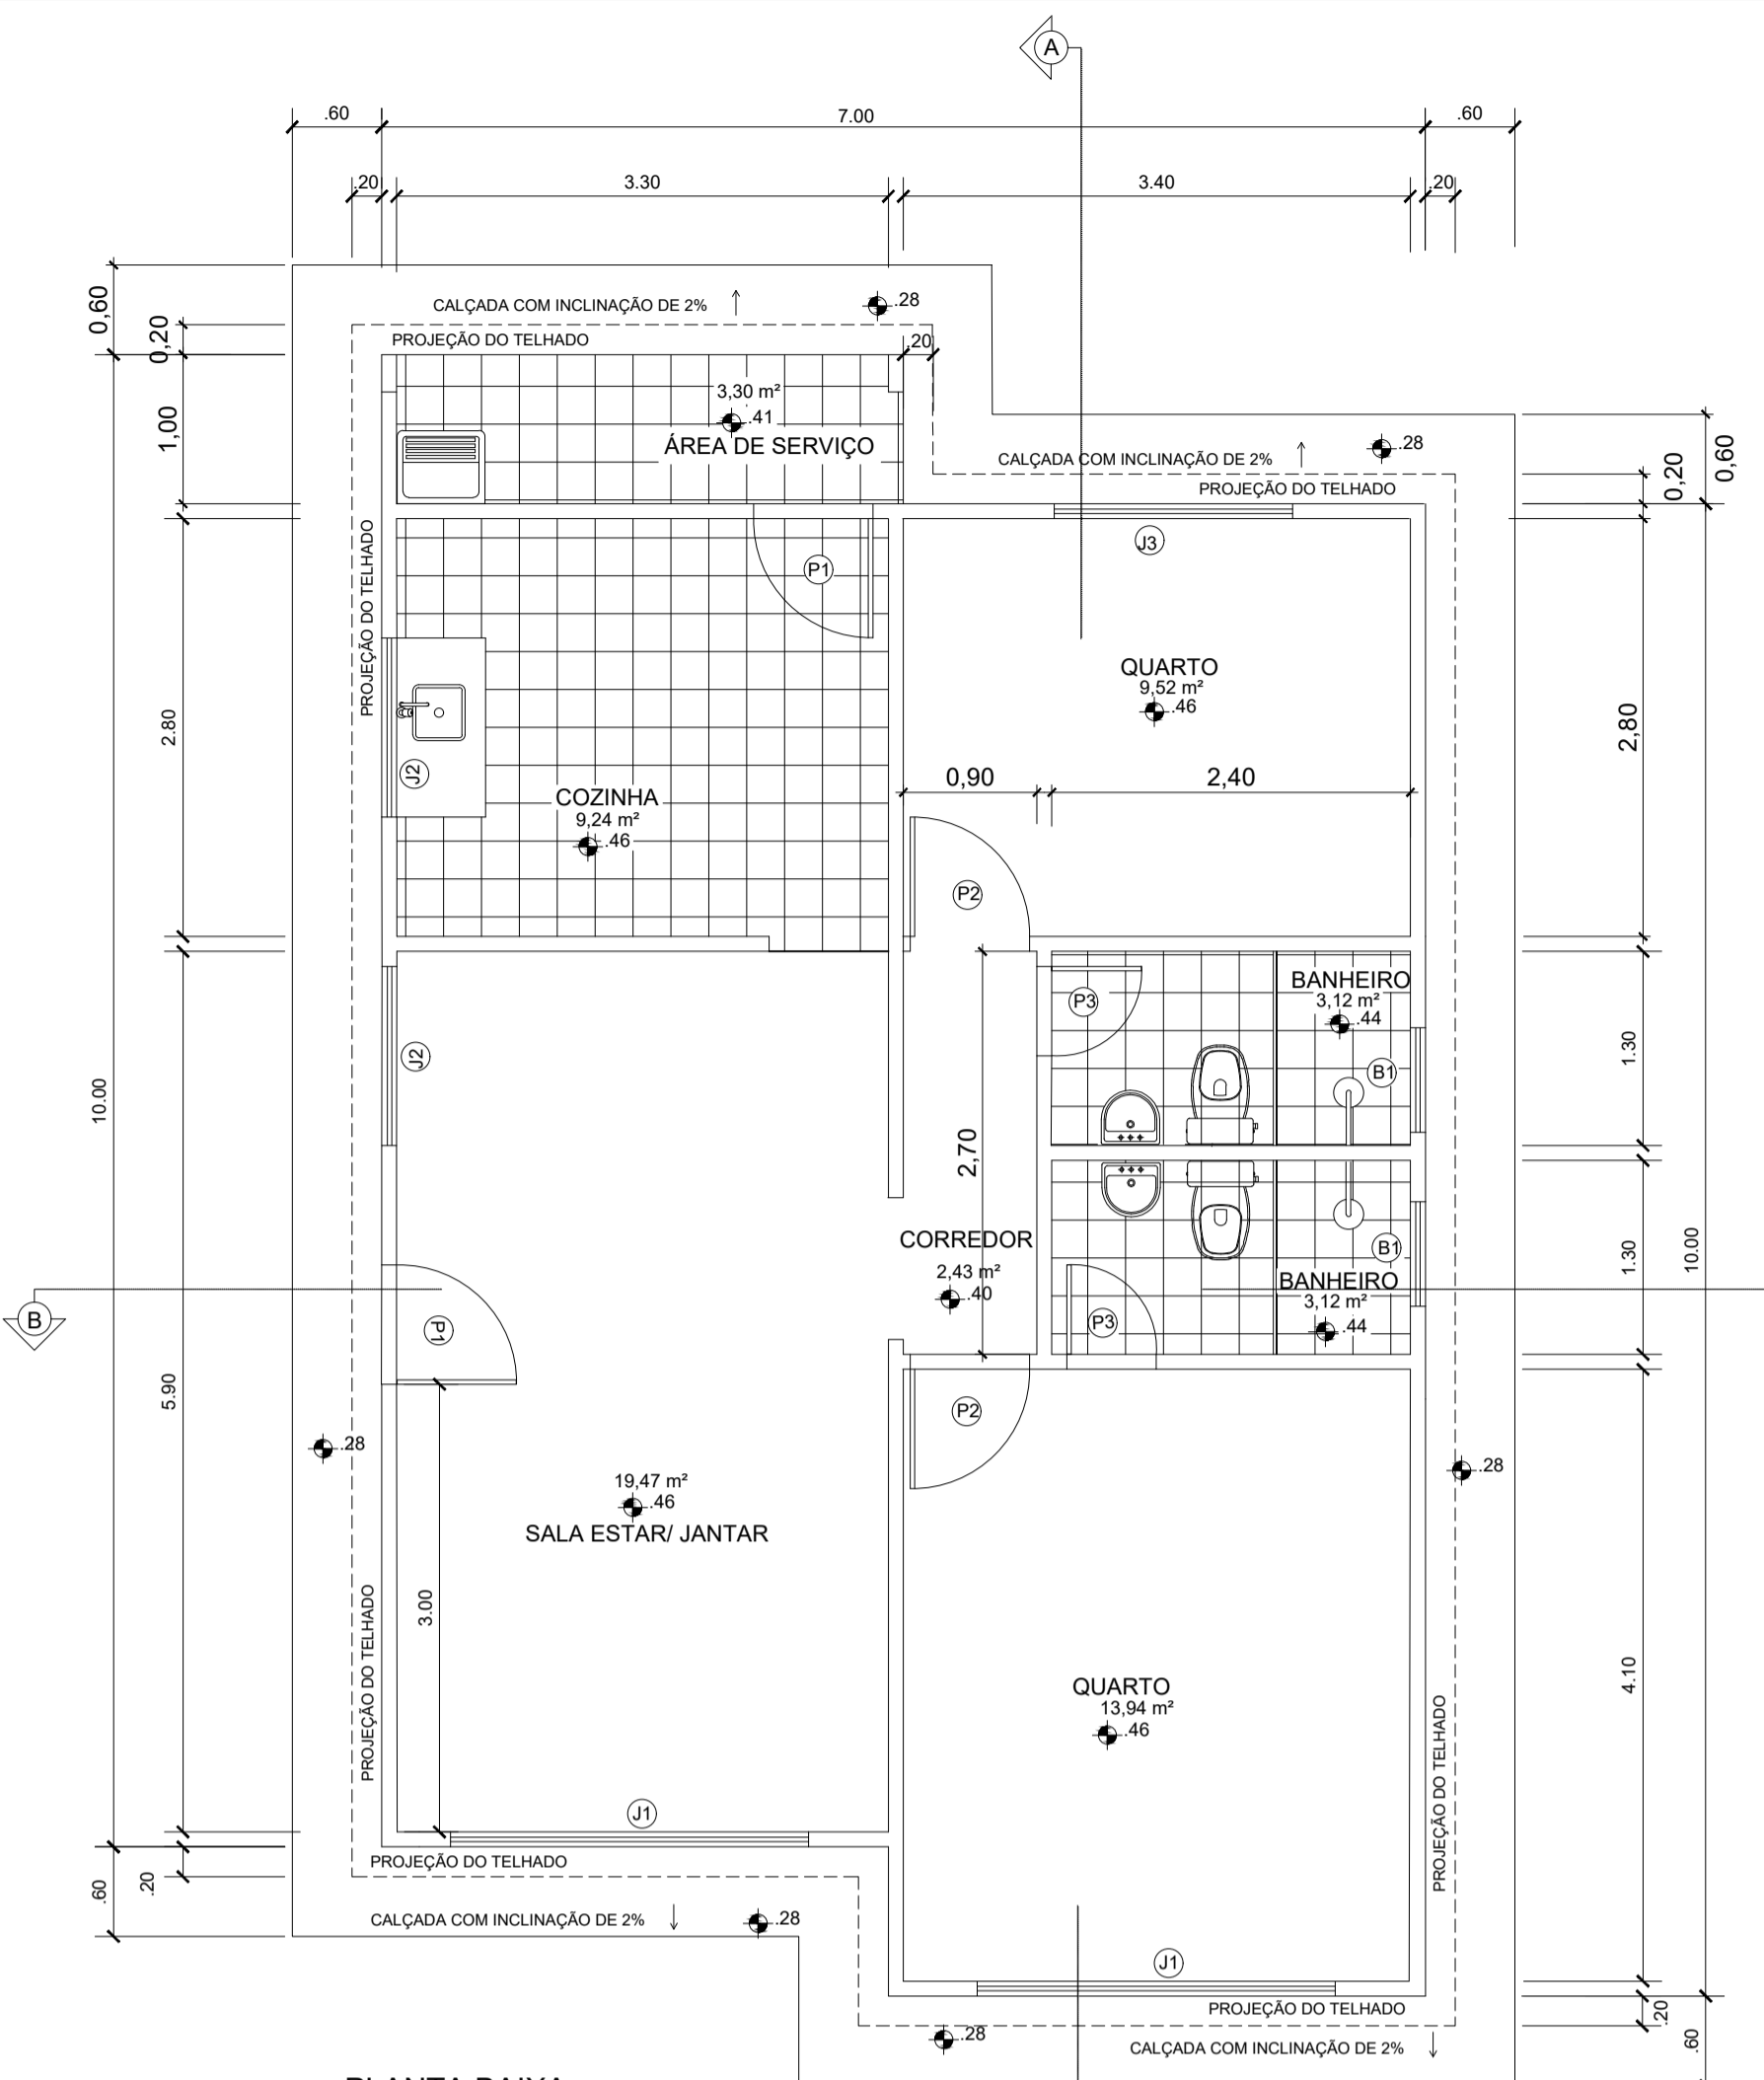 A
.60
7.00
.60
.20
3.30
3.40
.20
0,60
0,20
1,00
CALÇADA COM INCLINAÇÃO DE 2%
.28
PROJEÇÃO DO TELHADO
.20
3,30 m²
.41
ÁREA DE SERVIÇO
CALÇADA COM INCLINAÇÃO DE 2%
.28
PROJEÇÃO DO TELHADO
0,20
0,60
J3
P1
PROJEÇÃO DO TELHADO
QUARTO
9,52 m²
.46
2.80
2,80
J2
0,90
2,40
COZINHA
9,24 m²
.46
P2
BANHEIRO
3,12 m²
.44
P3
J2
B1
1.30
10.00
2,70
CORREDOR
2,43 m²
.40
B1
BANHEIRO
3,12 m²
.44
P3
1.30
10.00
B
P1
5.90
P2
.28
.28
19,47 m²
.46
SALA ESTAR/ JANTAR
3.00
PROJEÇÃO DO TELHADO
QUARTO
13,94 m²
.46
4.10
PROJEÇÃO DO TELHADO
J1
PROJEÇÃO DO TELHADO
.20
.60
CALÇADA COM INCLINAÇÃO DE 2%
.28
J1
PROJEÇÃO DO TELHADO
.20
.28
CALÇADA COM INCLINAÇÃO DE 2%
.60
PLANTA BAIXA